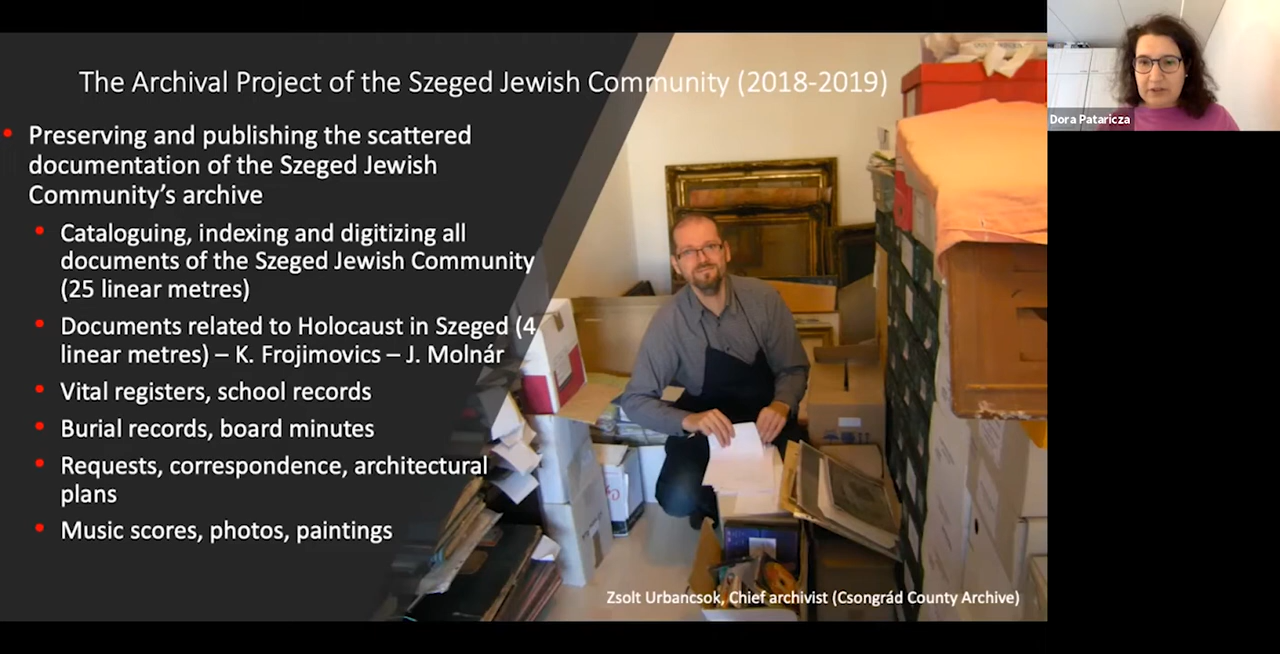 The Archival Project of the Szeged Jewish Community (2018-2019)
• Preserving and publishing the scattered
documentation of the Szeged Jewish
Community’s archive
• Cataloguing, indexing and digitizing all
documents of the Szeged Jewish Community
(25 linear metres)
• Documents related to Holocaust in Szeged (4
linear metres) – K. Frojimovics – J. Molnár
• Vital registers, school records
• Burial records, board minutes
• Requests, correspondence, architectural
plans
• Music scores, photos, paintings
Zsolt Urbancsok, Chief archivist (Csongrád County Archive)
Dora Pataricza